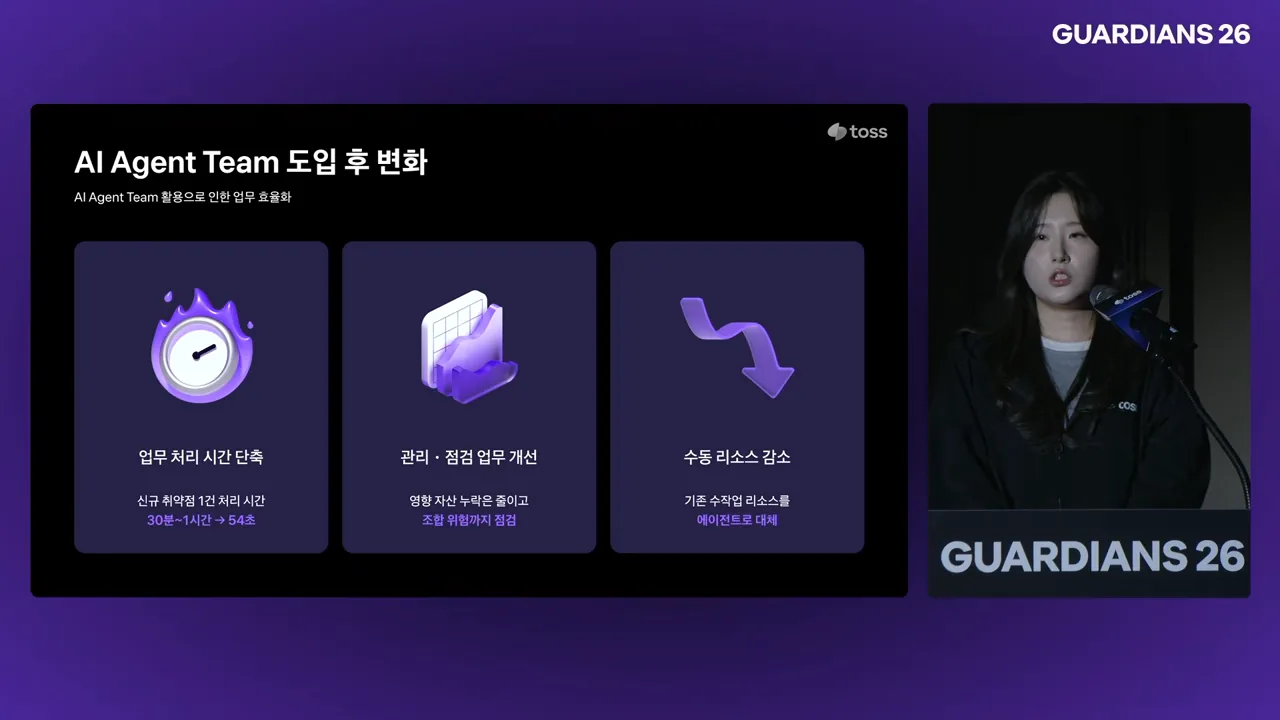 GUARDIANS 26
toss
AI Agent Team 도입 후 변화
AI Agent Team 활용으로 인한 업무 효율화
업무 처리 시간 단축
신규 취약점 1건 처리 시간
30분~1시간 → 54초
관리・점검 업무 개선
영향 자산 누락은 줄이고
조합 위험까지 점검
수동 리소스 감소
기존 수작업 리소스를
에이전트로 대체
toss
GUARDIANS 26